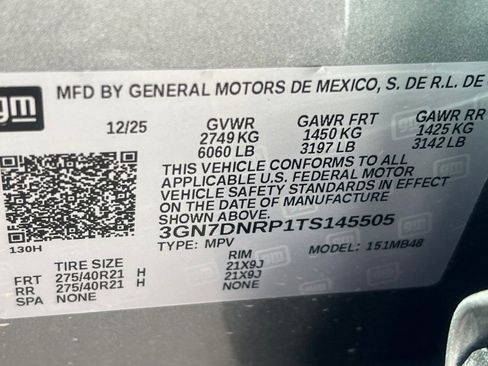 gm
MFD BY GENERAL MOTORS DE MEXICO, S. DE R.L. DE
12/25 GVWR GAWR FRT GAWR RR
2749 KG 1450 KG 1425 KG
6060 LB 3197 LB 3142 LB
THIS VEHICLE CONFORMS TO ALL
APPLICABLE U.S. FEDERAL MOTOR
VEHICLE SAFETY STANDARDS IN EFFECT
ON THE DATE OF MANUFACTURE
SHOWN ABOVE.
130H
3GN7DNRP1TS145505
TYPE: MPV MODEL: 151MB48
TIRE SIZE RIM
FRT 275/40R21 H 21X9J
RR 275/40R21 H 21X9J
SPA NONE NONE